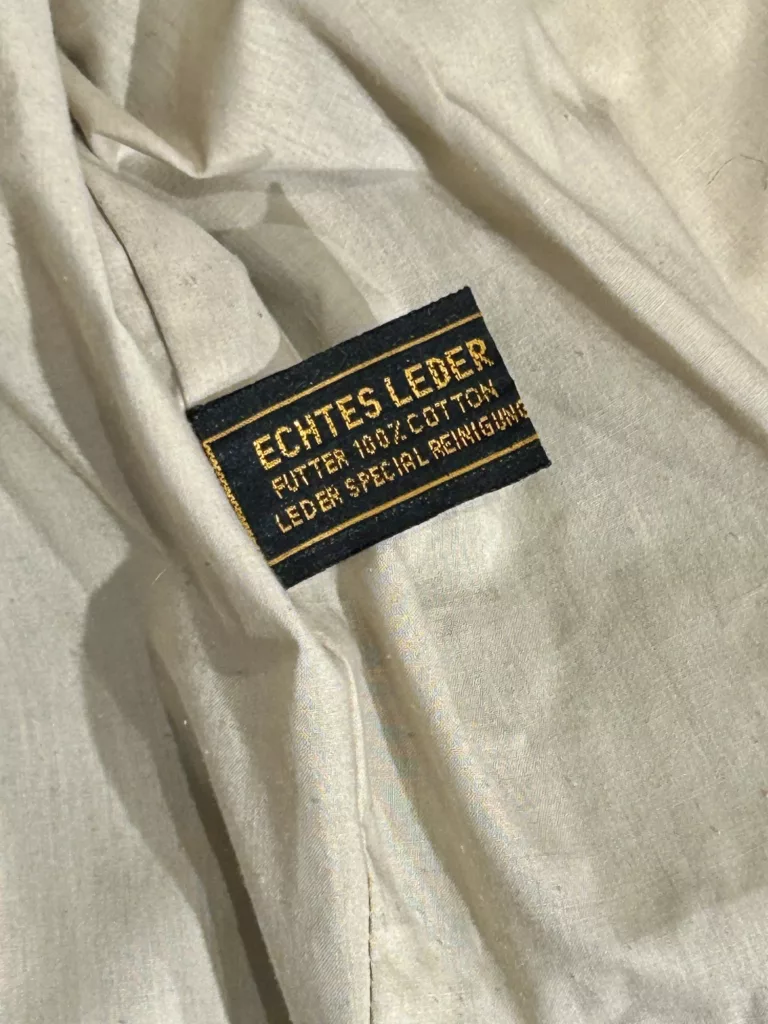 ECHTES LEDER
FUTTER 100% COTTON
LEDER SPECIAL REINIGUNG